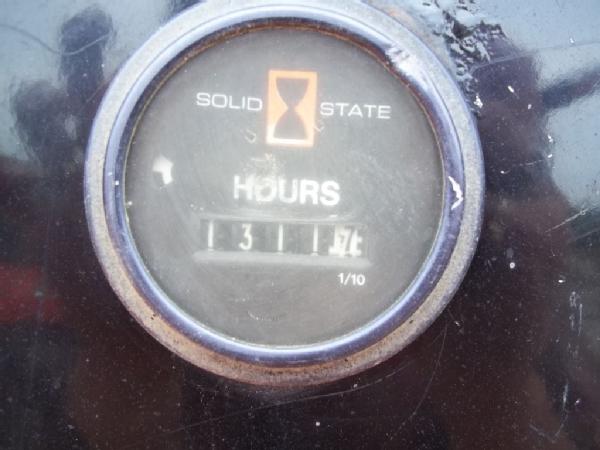 SOLID STATE
HOURS
1311
1/10